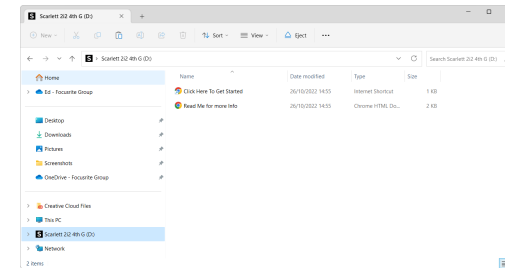 Scarlett 2i2 4th G (D:)
New
Sort
View
Eject
Scarlett 2i2 4th G (D:)
Search Scarlett 2i2 4th G (D:)
Name Date modified Type Size
Home
Ed - Focusrite Group
Click Here To Get Started 26/10/2022 14:55 Internet Shortcut 1 KB
Read Me for more Info 26/10/2022 14:55 Chrome HTML Do... 2 KB
Desktop
Downloads
Pictures
Screenshots
OneDrive - Focusrite Group
Creative Cloud Files
This PC
Scarlett 2i2 4th G (D:)
Network
2 items